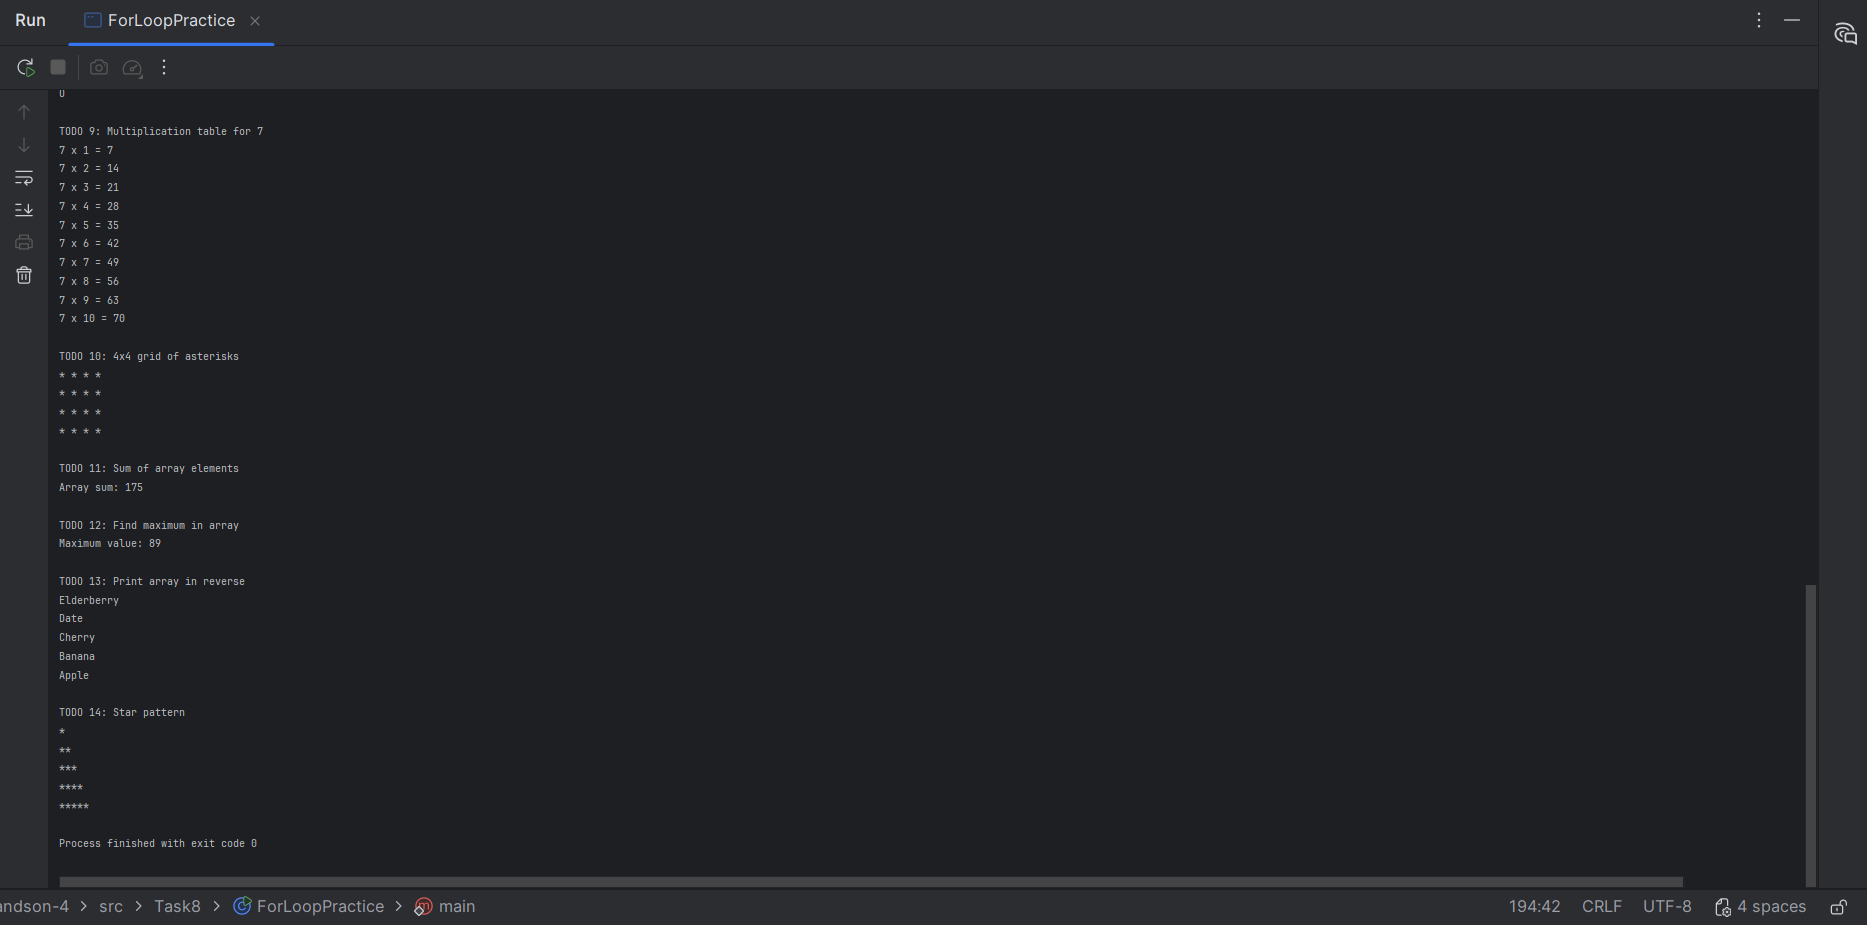 Run ForLoopPractice
0
TODO 9: Multiplication table for 7
7 x 1 = 7
7 x 2 = 14
7 x 3 = 21
7 x 4 = 28
7 x 5 = 35
7 x 6 = 42
7 x 7 = 49
7 x 8 = 56
7 x 9 = 63
7 x 10 = 70
TODO 10: 4x4 grid of asterisks
* * * *
* * * *
* * * *
* * * *
TODO 11: Sum of array elements
Array sum: 175
TODO 12: Find maximum in array
Maximum value: 89
TODO 13: Print array in reverse
Elderberry
Date
Cherry
Banana
Apple
TODO 14: Star pattern
*
**
***
****
*****
Process finished with exit code 0
andson-4 > src > Task8 > ForLoopPractice > main 194:42 CRLF UTF-8 4 spaces